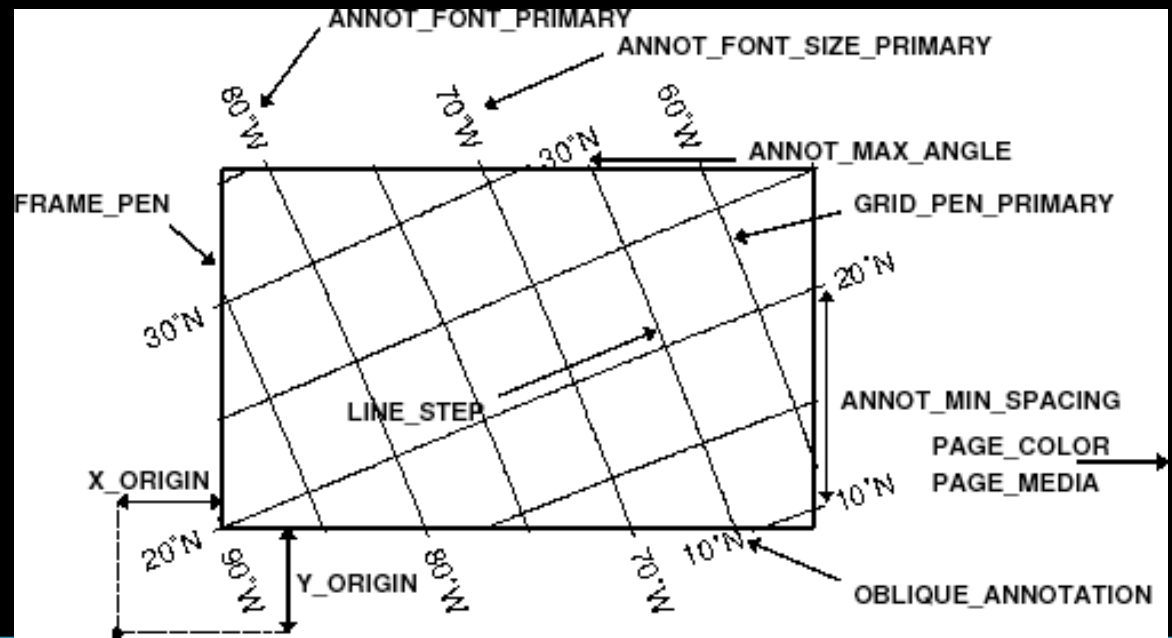 ANNOT_FONT_PRIMARY
ANNOT_FONT_SIZE_PRIMARY
80°W
70°W
60°W
30°N
ANNOT_MAX_ANGLE
FRAME_PEN
GRID_PEN_PRIMARY
20°N
30°N
LINE_STEP
ANNOT_MIN_SPACING
PAGE_COLOR
PAGE_MEDIA
X_ORIGIN
10°N
20°N
90°W
80°W
70°W
10°N
Y_ORIGIN
OBLIQUE_ANNOTATION